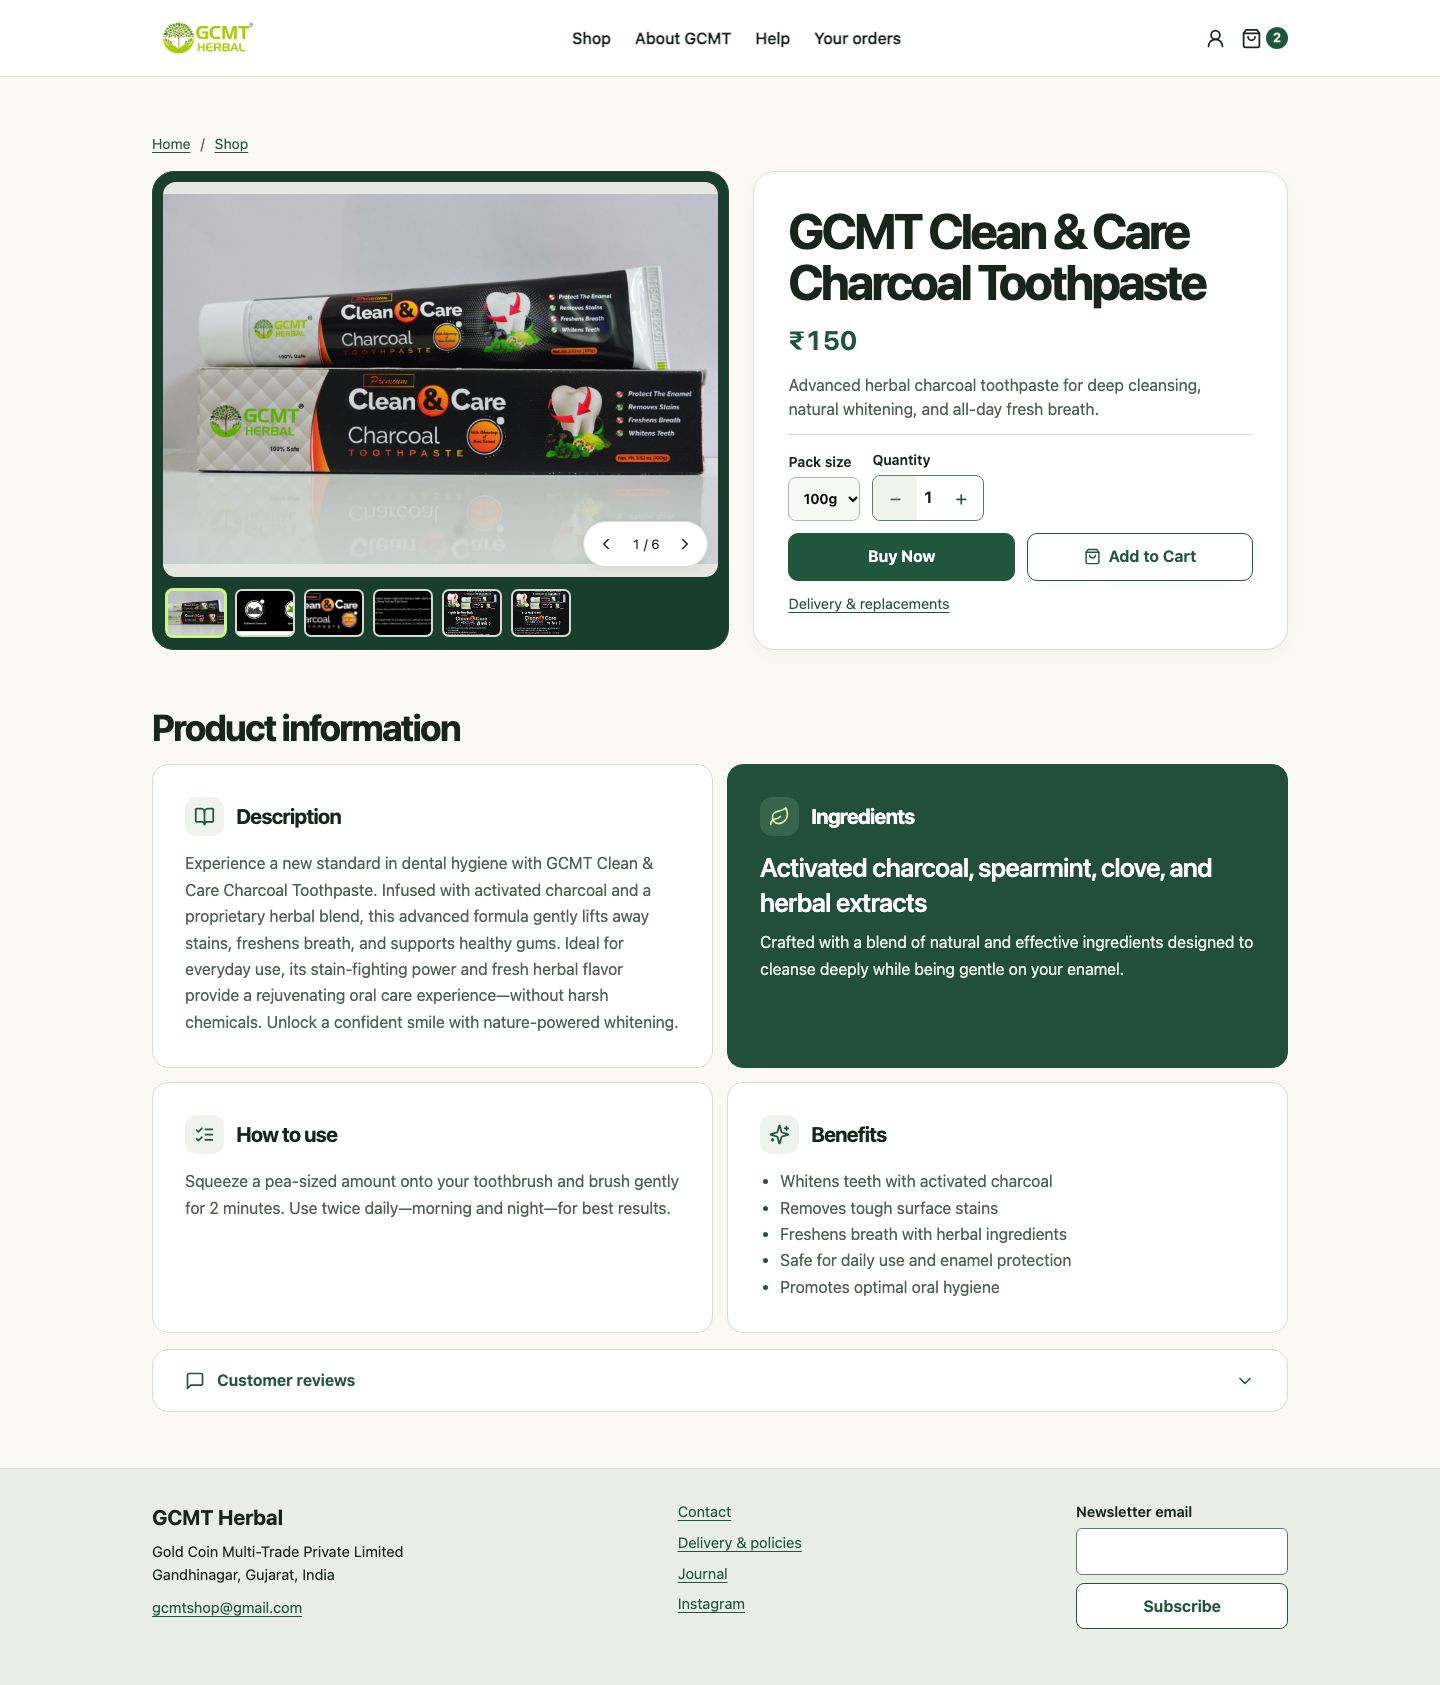 GCMT
HERBAL
Shop
About GCMT
Help
Your orders
2
Home / Shop
GCMT
HERBAL
100% Safe
Premium
Clean & Care
Charcoal
TOOTHPASTE
Protect The Enamel
Removes Stains
Freshens Breath
Whitens Teeth
GCMT
HERBAL
100% Safe
Premium
Clean & Care
Charcoal
TOOTHPASTE
Protect The Enamel
Removes Stains
Freshens Breath
Whitens Teeth
1 / 6
GCMT Clean & Care
Charcoal Toothpaste
₹150
Advanced herbal charcoal toothpaste for deep cleansing,
natural whitening, and all-day fresh breath.
Pack size
Quantity
100g
− 1 +
Buy Now
Add to Cart
Delivery & replacements
Product information
Description
Experience a new standard in dental hygiene with GCMT Clean &
Care Charcoal Toothpaste. Infused with activated charcoal and a
proprietary herbal blend, this advanced formula gently lifts away
stains, freshens breath, and supports healthy gums. Ideal for
everyday use, its stain-fighting power and fresh herbal flavor
provide a rejuvenating oral care experience—without harsh
chemicals. Unlock a confident smile with nature-powered whitening.
Ingredients
Activated charcoal, spearmint, clove, and
herbal extracts
Crafted with a blend of natural and effective ingredients designed to
cleanse deeply while being gentle on your enamel.
How to use
Squeeze a pea-sized amount onto your toothbrush and brush gently
for 2 minutes. Use twice daily—morning and night—for best results.
Benefits
• Whitens teeth with activated charcoal
• Removes tough surface stains
• Freshens breath with herbal ingredients
• Safe for daily use and enamel protection
• Promotes optimal oral hygiene
Customer reviews
GCMT Herbal
Gold Coin Multi-Trade Private Limited
Gandhinagar, Gujarat, India
gcmtshop@gmail.com
Contact
Delivery & policies
Journal
Instagram
Newsletter email
Subscribe